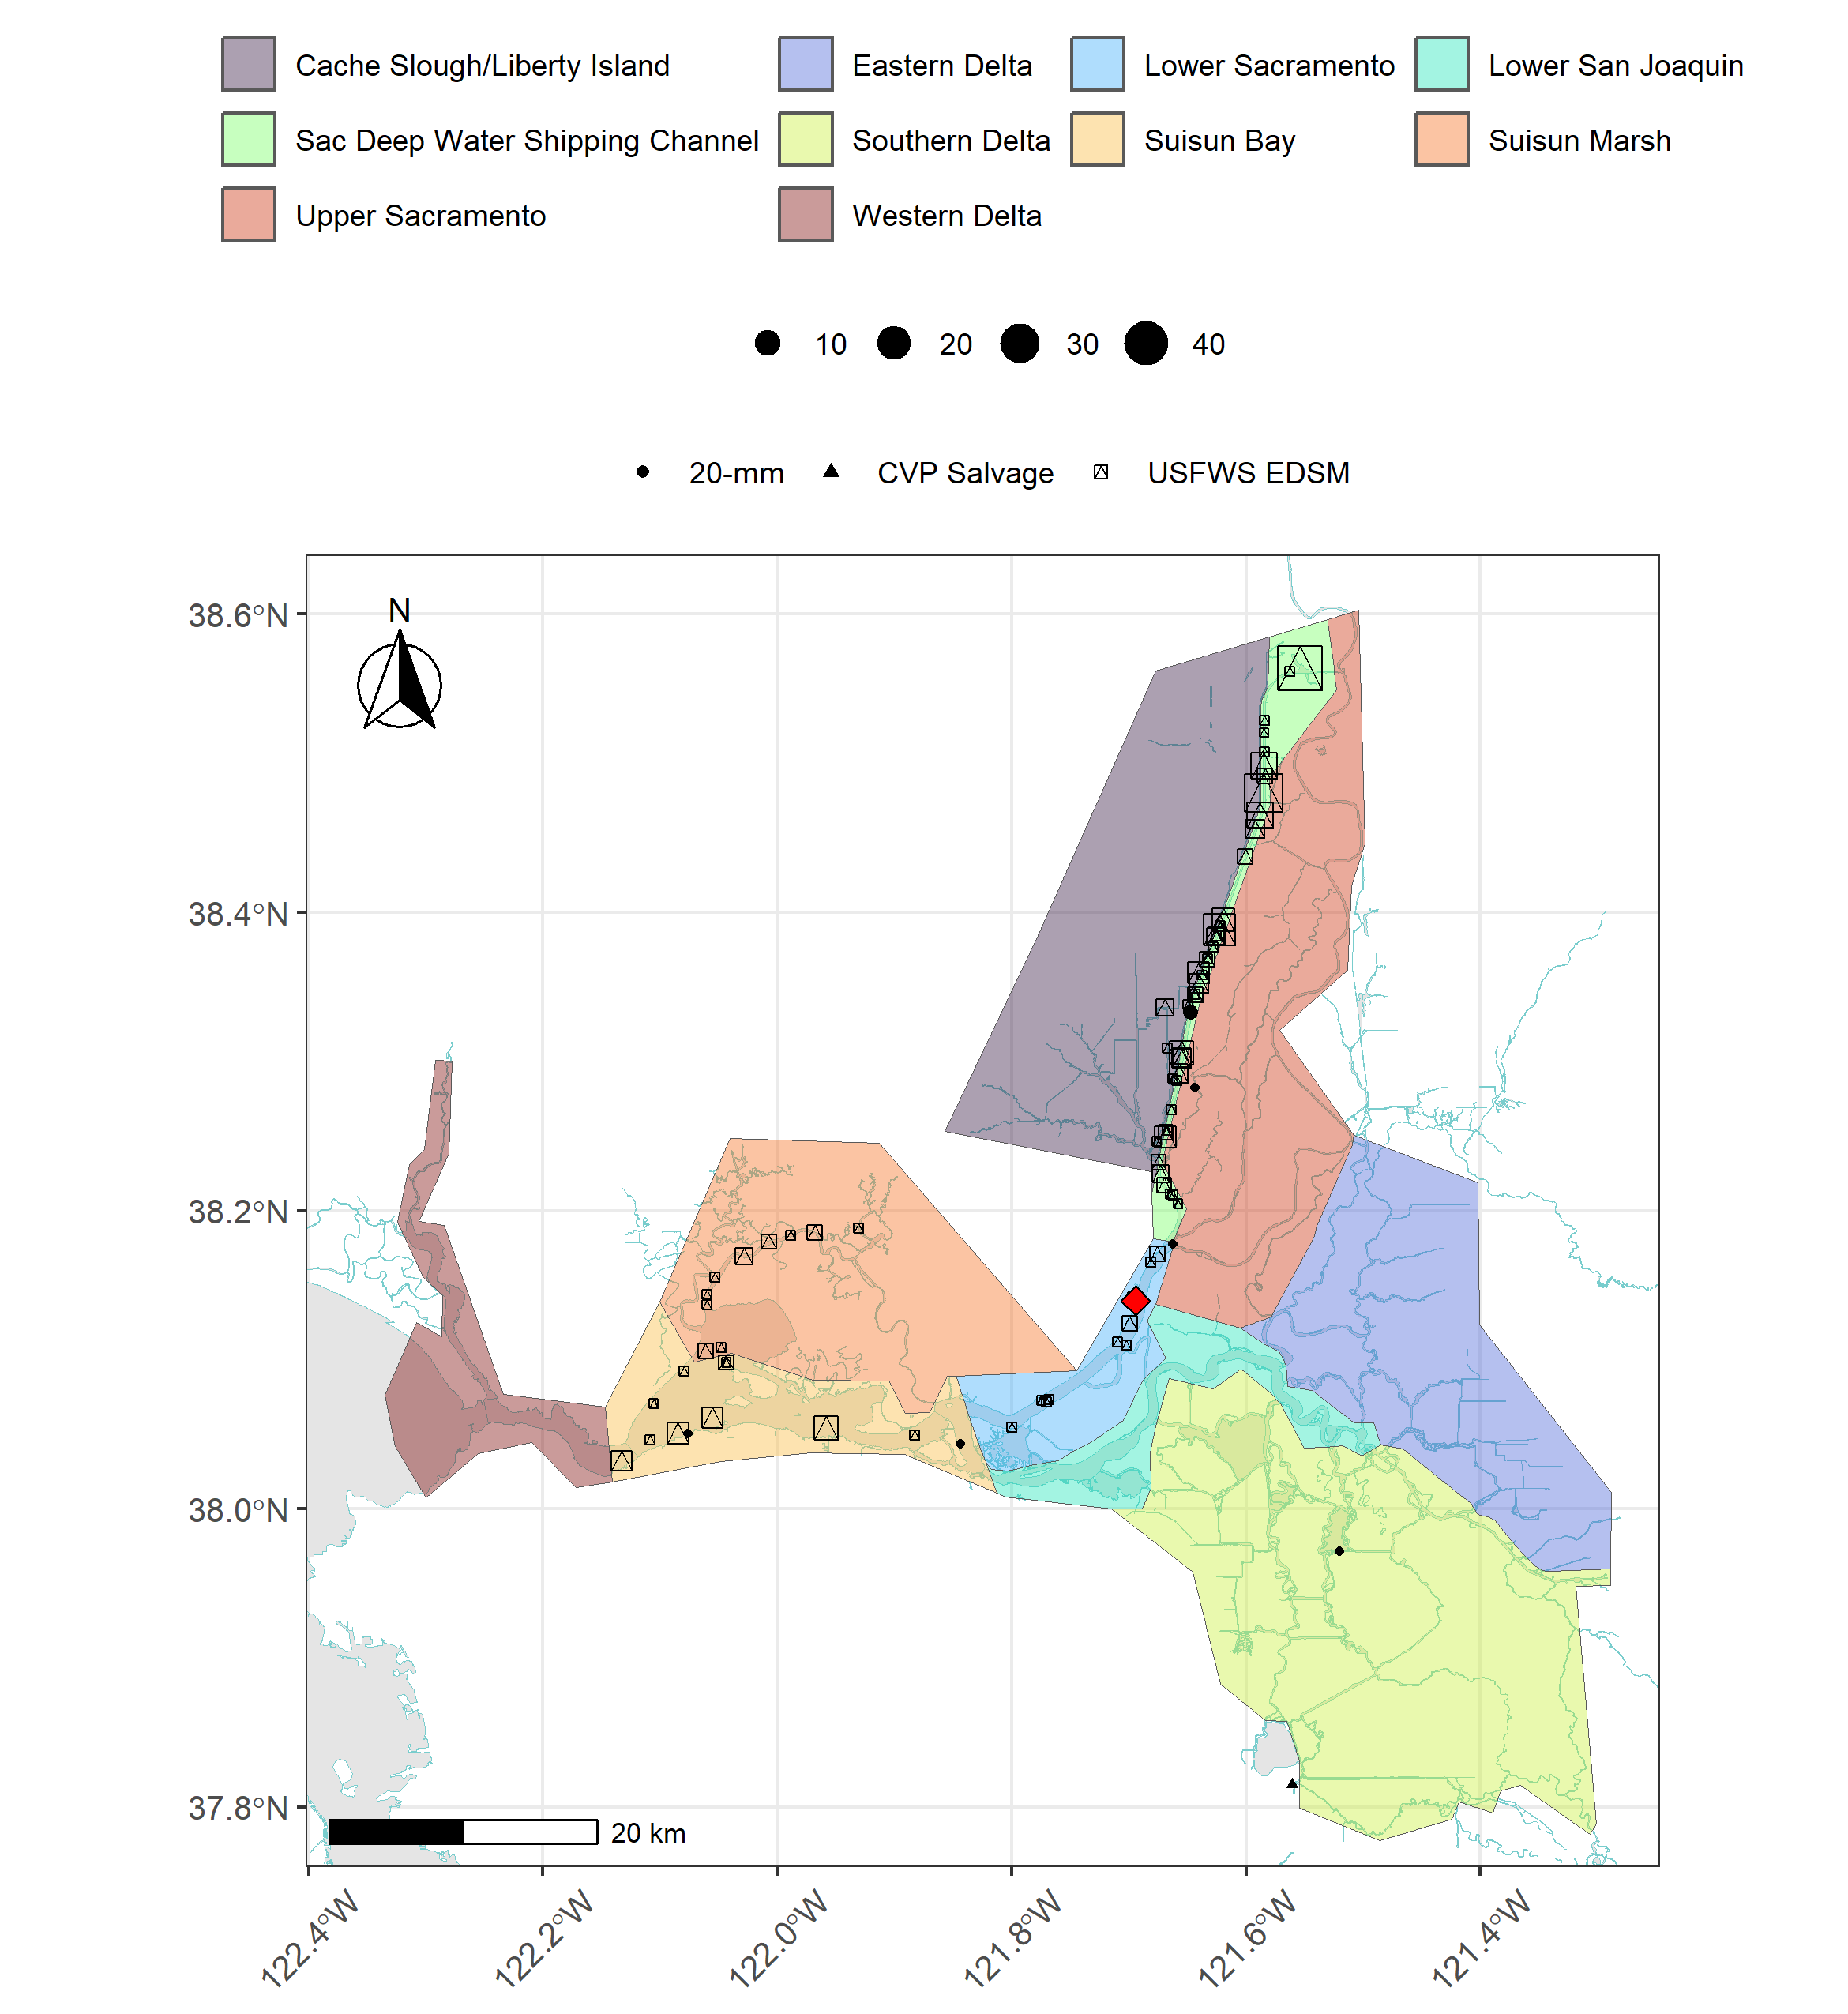 Cache Slough/Liberty Island Eastern Delta Lower Sacramento Lower San Joaquin
Sac Deep Water Shipping Channel Southern Delta Suisun Bay Suisun Marsh
Upper Sacramento Western Delta
10 20 30 40
20-mm CVP Salvage USFWS EDSM
N
38.6°N
38.4°N
38.2°N
38.0°N
37.8°N
20 km
122.4°W 122.2°W 122.0°W 121.8°W 121.6°W 121.4°W